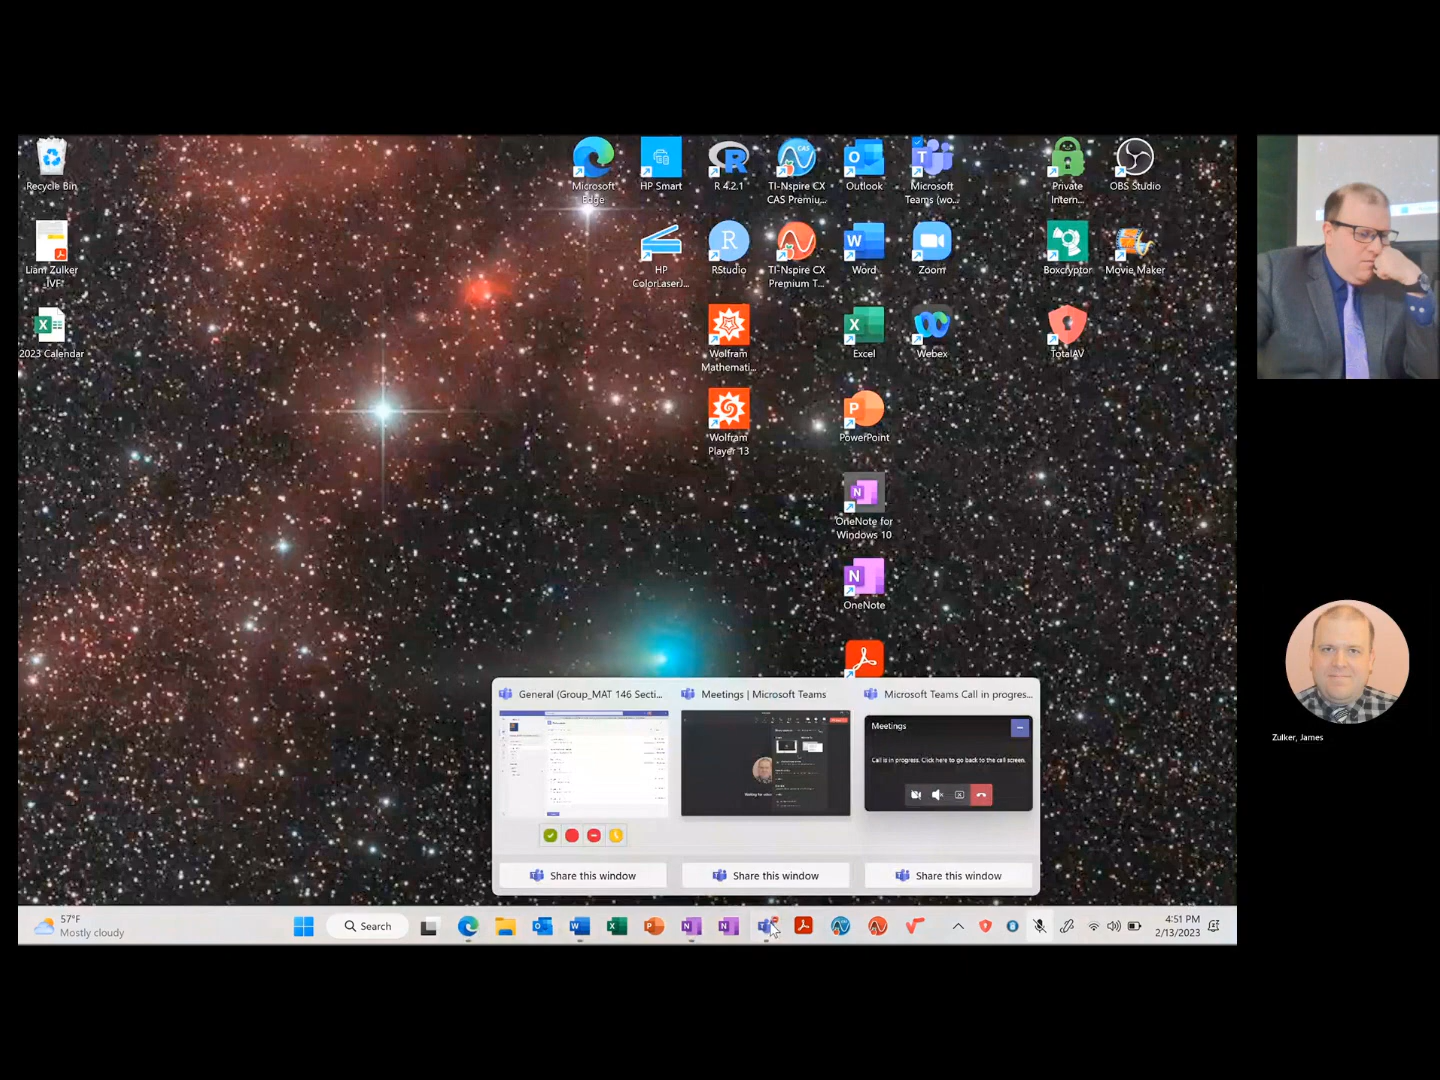 Recycle Bin
Liam Zulker
IVF
2023 Calendar
Microsoft
Edge
HP Smart
HP
ColorLaserJ...
R 4.2.1
RStudio
Wolfram
Mathemati...
Wolfram
Player 13
TI-Nspire CX
CAS Premiu...
TI-Nspire CX
Premium T...
Outlook
Word
Excel
PowerPoint
OneNote for
Windows 10
OneNote
Microsoft
Teams (wo...
Zoom
Webex
Private
Intern...
Boxcryptor
TotalAV
OBS Studio
Movie Maker
Zulker, James
General (Group_MAT 146 Secti...
Meetings | Microsoft Teams
Microsoft Teams Call in progres...
Meetings
Call is in progress. Click here to go back to the call screen.
Share this window
Share this window
Share this window
57°F
Mostly cloudy
Search
4:51 PM
2/13/2023